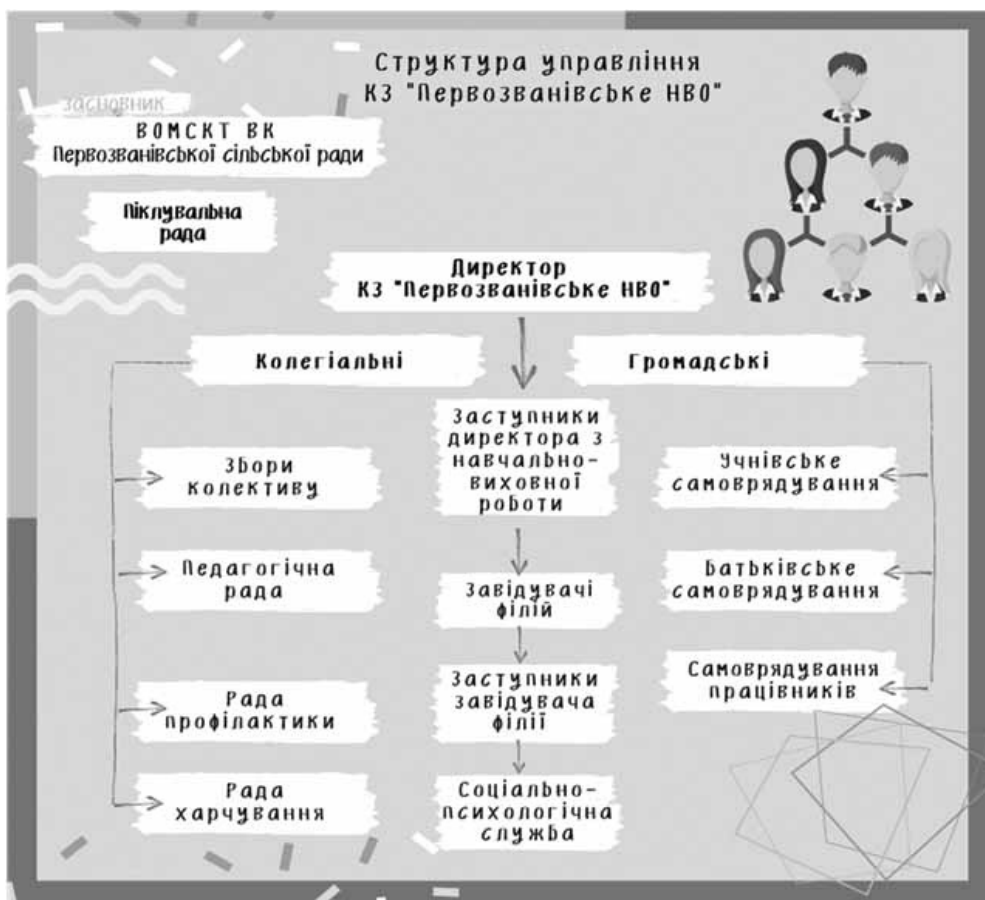 Структура управління
КЗ "Первозванівське НВО"
засновник
ВОМСКТ ВК
Первозванівської сільської ради
Піклувальна
рада
Директор
КЗ "Первозванівське НВО"
Колегіальні
Громадські
Збори
колективу
Педагогічна
рада
Рада
профілактики
Рада
харчування
Заступники
директора з
навчально-
виховної
роботи
Завідувачі
філій
Заступники
завідувача
філії
Соціально-
психологічна
служба
Учнівське
самоврядування
Батьківське
самоврядування
Самоврядування
працівників